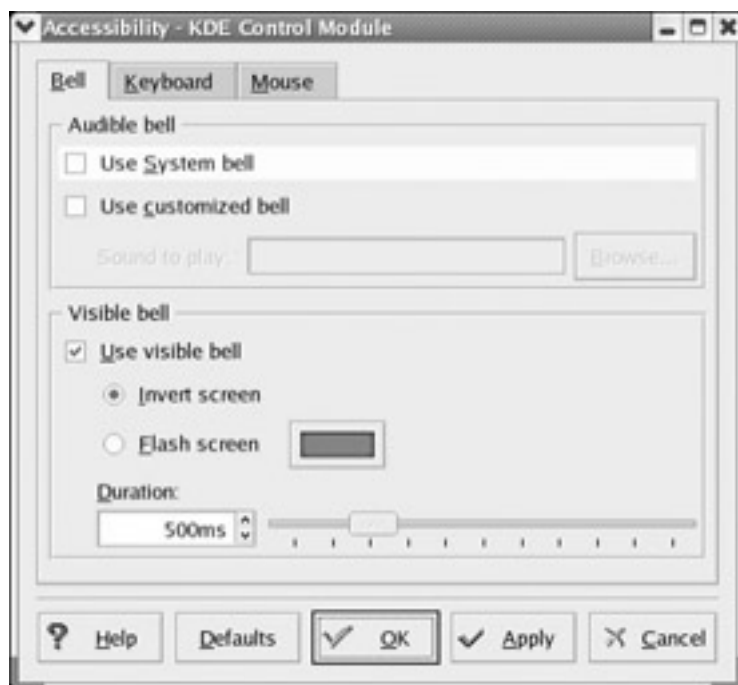 Accessibility - KDE Control Module
Bell Keyboard Mouse
Audible bell
Use System bell
Use customized bell
Sound to play: Browse...
Visible bell
Use visible bell
Invert screen
Flash screen
Duration:
500ms
? Help Defaults OK Apply Cancel